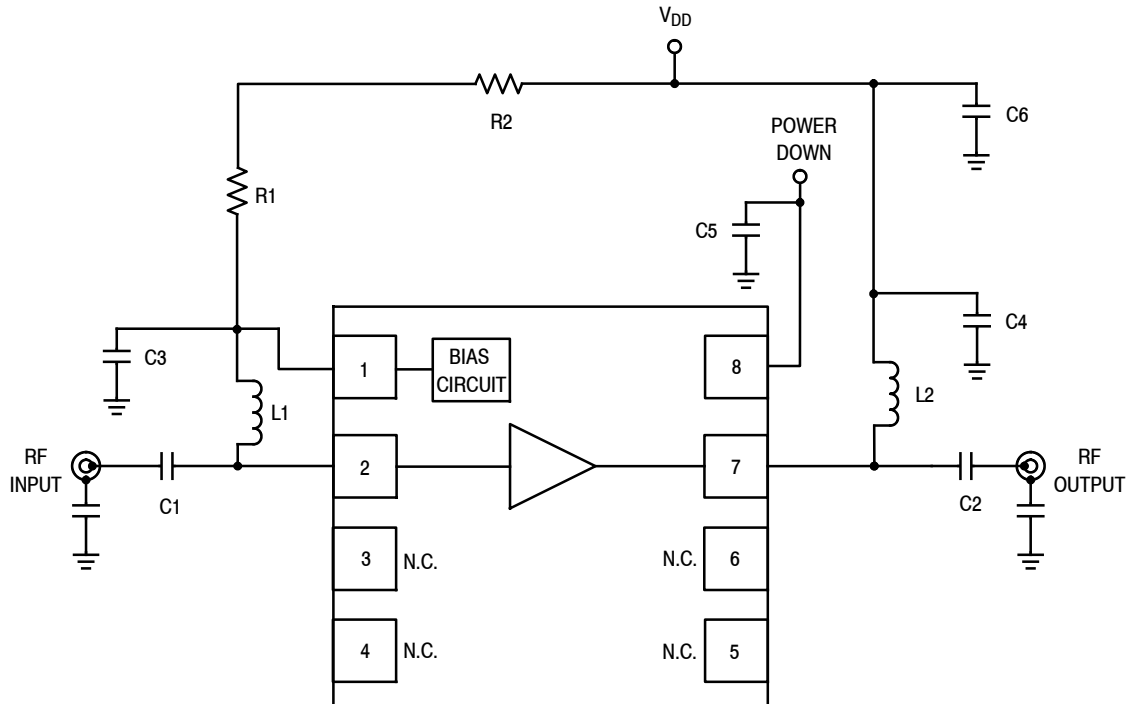 VDD
R2
C6
POWER
DOWN
R1
C5
C4
C3
1
BIAS
CIRCUIT
8
L1
L2
RF
INPUT
C1
2
7
C2
RF
OUTPUT
3
N.C.
N.C.
6
4
N.C.
N.C.
5